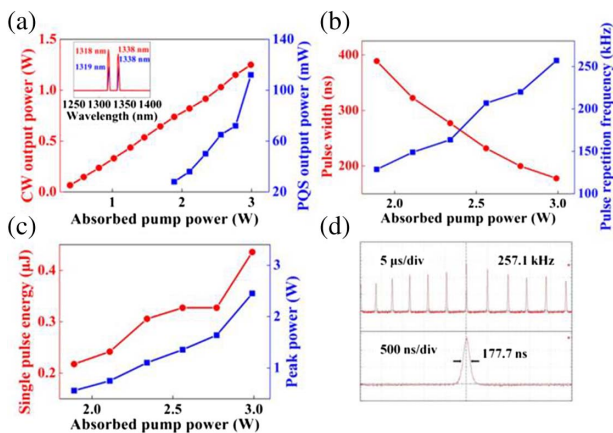 (a)
CW output power (W)
1.5
1.0
0.5
0.0
1318 nm
1338 nm
1319 nm
1338 nm
1250 1300 1350 1400
Wavelength (nm)
140
100
60
20
PQS output power (mW)
1
2
3
Absorbed pump power (W)
(b)
Pulse width (ns)
400
300
200
250
200
150
100
Pulse repetition frequency (kHz)
2.0
2.5
3.0
Absorbed pump power (W)
(c)
Single pulse energy (μJ)
0.4
0.3
0.2
3
2
1
Peak power (W)
2.0
2.5
3.0
Absorbed pump power (W)
(d)
5 μs/div
257.1 kHz
500 ns/div
177.7 ns